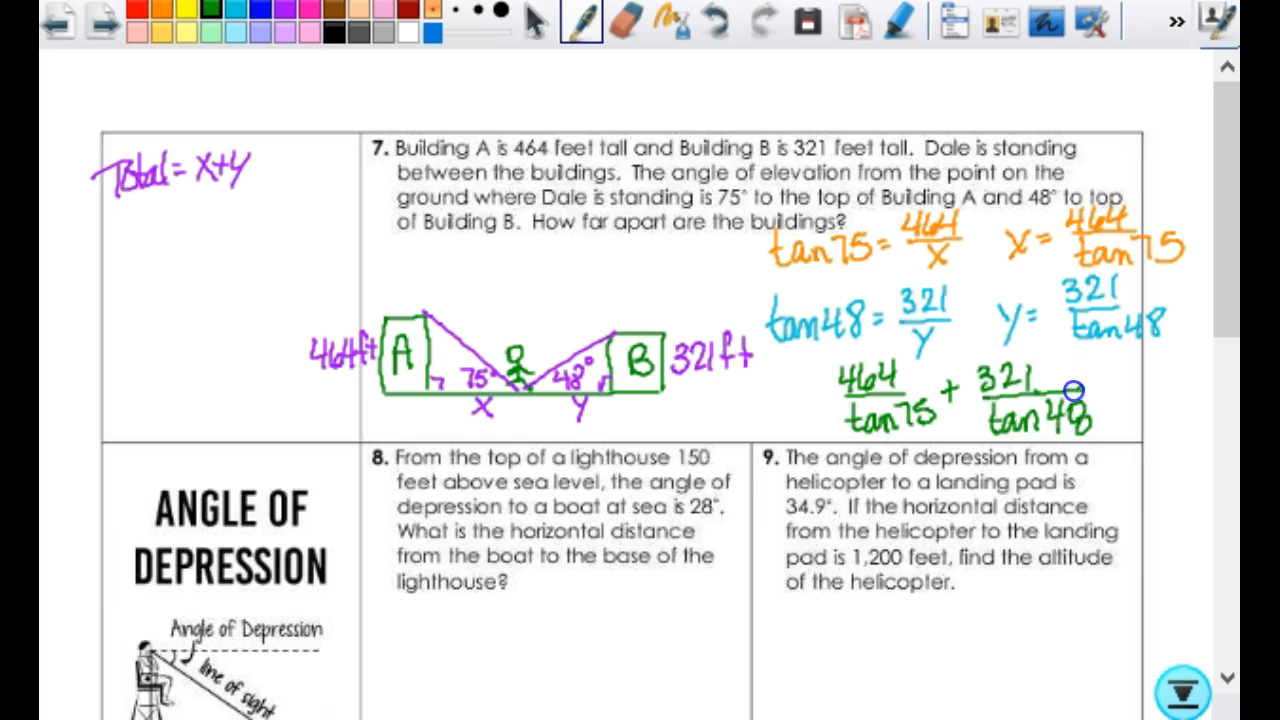 »
Total = x+y
7. Building A is 464 feet tall and Building B is 321 feet tall. Dale is standing
between the buildings. The angle of elevation from the point on the
ground where Dale is standing is 75° to the top of Building A and 48° to top
of Building B. How far apart are the buildings?
tan75 = 464/x x = 464/tan75
tan48 = 321/y y = 321/tan48
464/tan75 + 321/tan48
464ft A 75° 48° B 321ft
x y
8. From the top of a lighthouse 150
feet above sea level, the angle of
depression to a boat at sea is 28°.
What is the horizontal distance
from the boat to the base of the
lighthouse?
9. The angle of depression from a
helicopter to a landing pad is
34.9°. If the horizontal distance
from the helicopter to the landing
pad is 1,200 feet, find the altitude
of the helicopter.
ANGLE OF
DEPRESSION
Angle of Depression
line of sight